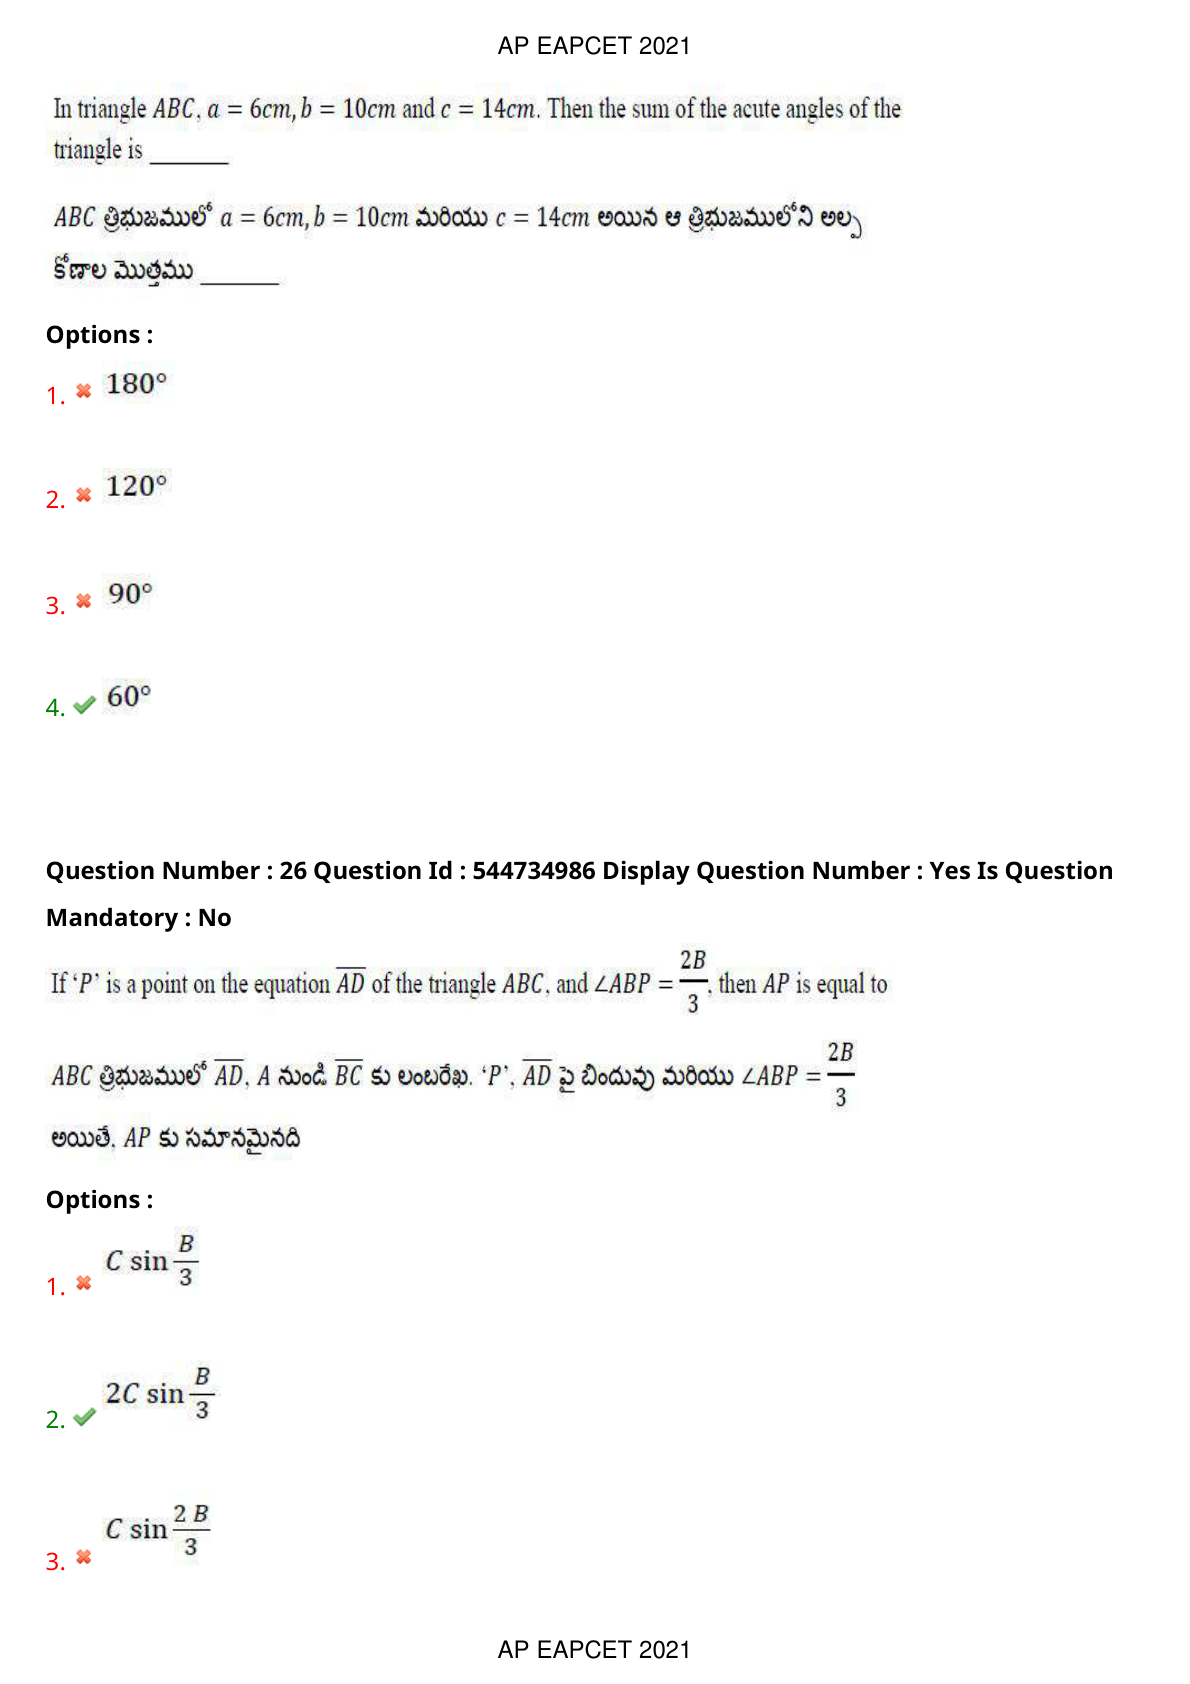 AP EAPCET 2021
In triangle ABC, a = 6cm, b = 10cm and c = 14cm. Then the sum of the acute angles of the
triangle is ______
ABC త్రిభుజములో a = 6cm, b = 10cm మరియు c = 14cm అయిన ఆ త్రిభుజములోని అల్ప
కోణాల మొత్తము ______
Options :
1. ✖ 180°
2. ✖ 120°
3. ✖ 90°
4. ✔ 60°
Question Number : 26 Question Id : 544734986 Display Question Number : Yes Is Question
Mandatory : No
If ‘P’ is a point on the equation \overline{AD} of the triangle ABC, and ∠ABP = \frac{2B}{3}, then AP is equal to
ABC త్రిభుజములో \overline{AD}, A నుండి \overline{BC} కు లంబరేఖ. ‘P’, \overline{AD} పై బిందువు మరియు ∠ABP = \frac{2B}{3}
అయితే, AP కు సమానమైనది
Options :
1. ✖ C sin \frac{B}{3}
2. ✔ 2C sin \frac{B}{3}
3. ✖ C sin \frac{2 B}{3}
AP EAPCET 2021